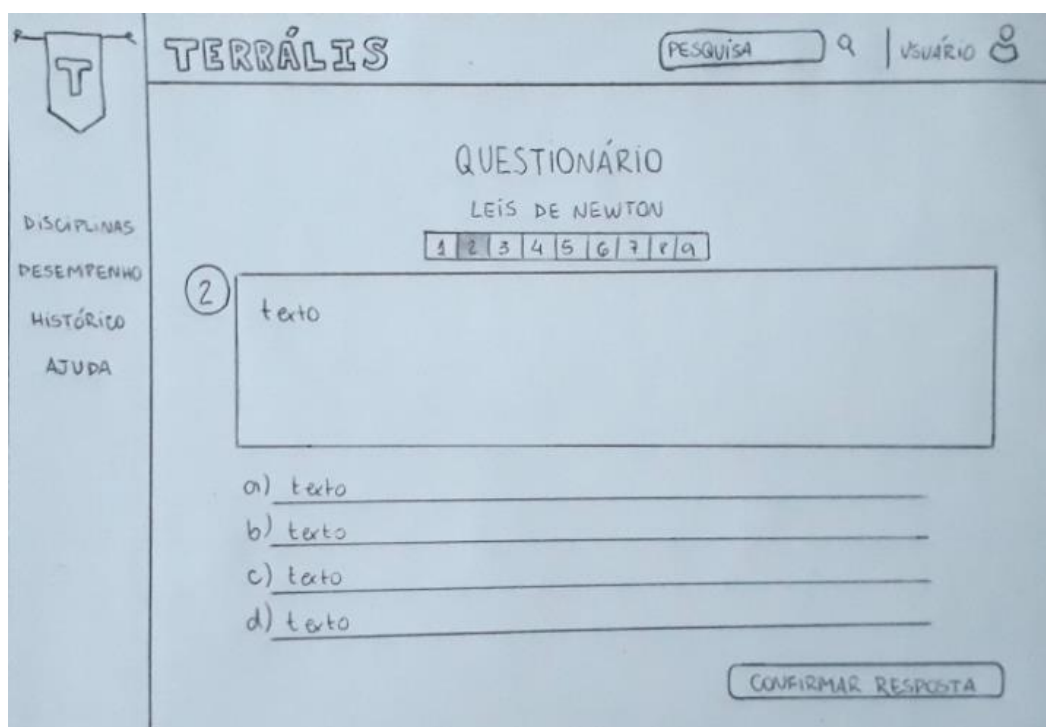 T
TERRÁLIS
PESQUISA
USUÁRIO
DISCIPLINAS
DESEMPENHO
HISTÓRICO
AJUDA
QUESTIONÁRIO
LEIS DE NEWTON
1 2 3 4 5 6 7 8 9
2
texto
a) texto
b) texto
c) texto
d) texto
CONFIRMAR RESPOSTA